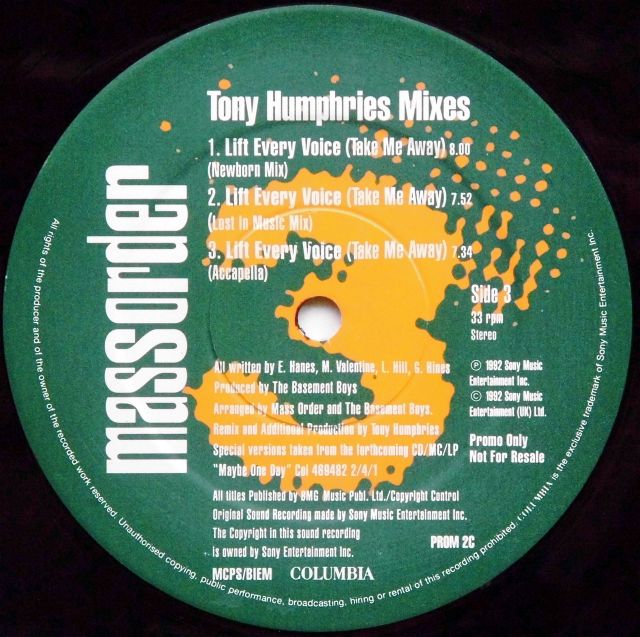 massorder
Tony Humphries Mixes
1. Lift Every Voice (Take Me Away) 8.00
(Newborn Mix)
2. Lift Every Voice (Take Me Away) 7.52
(Lost in Music Mix)
3. Lift Every Voice (Take Me Away) 7.34
(Accapella)
Side 3
33 rpm
Stereo
All written by E. Hanes, M. Valentine, L. Hill, G. Hines
Produced by The Basement Boys
Arranged by Mass Order and The Bassment Boys.
Remix and Additional Production by Tony Humphries
Special versions taken from the forthcoming CD/MC/LP
"Maybe One Day" Col 469482 2/4/1
℗ 1992 Sony Music
Entertainment Inc.
© 1992 Sony Music
Entertainment (UK) Ltd.
Promo Only
Not For Resale
All titles Published by BMG Music Publ. Ltd./Copyright Control
Original Sound Recording made by Sony Music Entertainment Inc.
The Copyright in this sound recording
is owned by Sony Entertainment Inc.
PROM 2C
MCPS/BIEM COLUMBIA
All rights of the producer and of the owner of the recorded work reserved. Unauthorised copying, public performance, broadcasting, hiring or rental of this recording prohibited. COLUMBIA is the exclusive trademark of Sony Music Entertainment Inc.